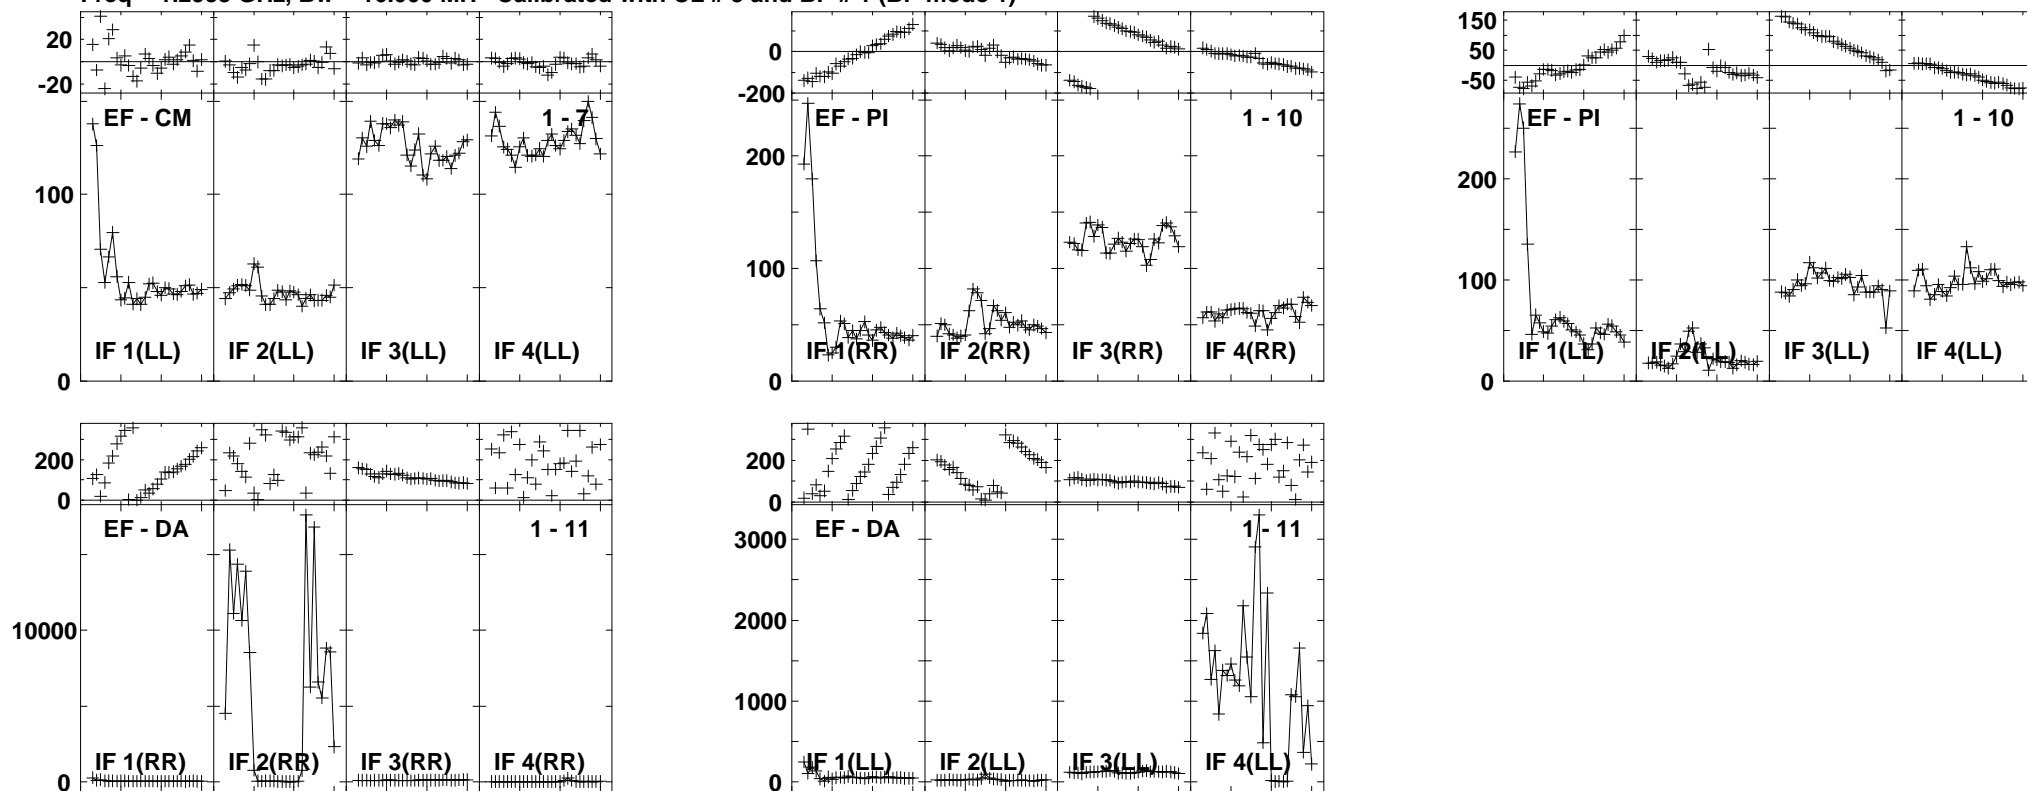 20
0
-20
EF - CM
1 - 7
100
0
IF 1(LL)
IF 2(LL)
IF 3(LL)
IF 4(LL)
0
-200
EF - PI
1 - 10
200
100
0
IF 1(RR)
IF 2(RR)
IF 3(RR)
IF 4(RR)
150
50
-50
EF - PI
1 - 10
200
100
0
IF 1(LL)
IF 2(LL)
IF 3(LL)
IF 4(LL)
200
0
EF - DA
1 - 11
10000
0
IF 1(RR)
IF 2(RR)
IF 3(RR)
IF 4(RR)
200
0
EF - DA
1 - 11
3000
2000
1000
0
IF 1(LL)
IF 2(LL)
IF 3(LL)
IF 4(LL)